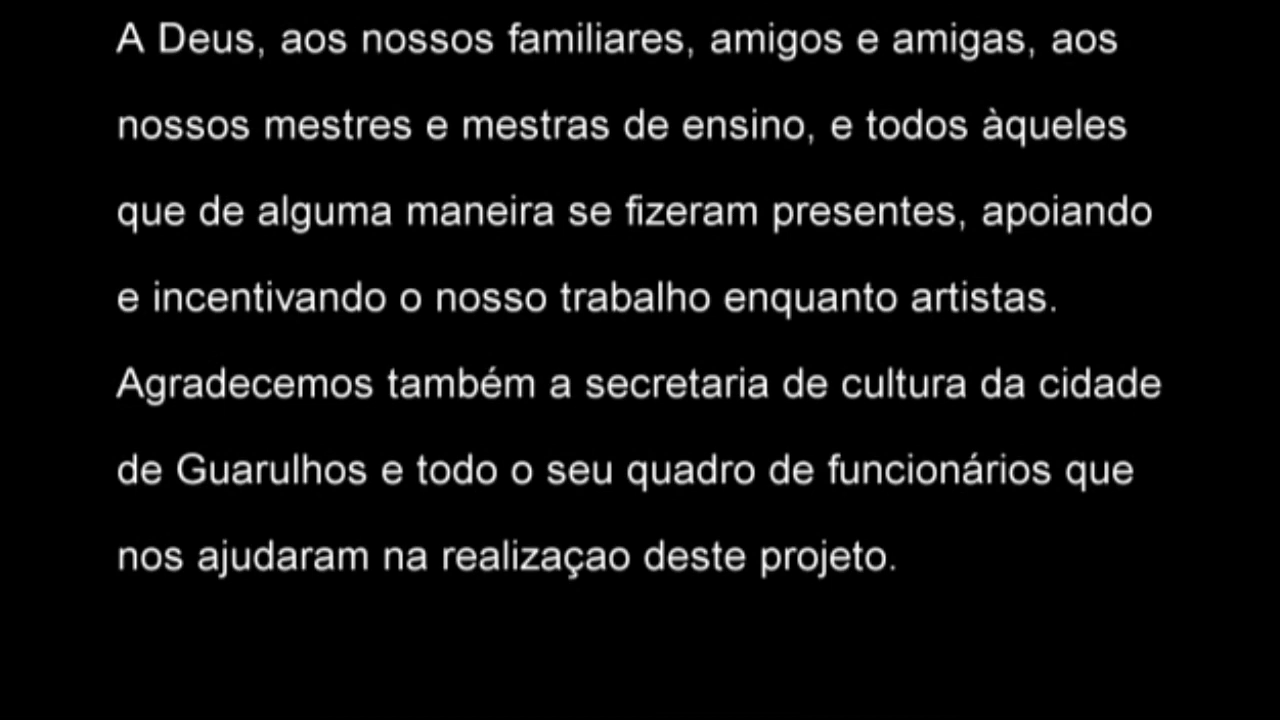 A Deus, aos nossos familiares, amigos e amigas, aos
nossos mestres e mestras de ensino, e todos àqueles
que de alguma maneira se fizeram presentes, apoiando
e incentivando o nosso trabalho enquanto artistas.
Agradecemos também a secretaria de cultura da cidade
de Guarulhos e todo o seu quadro de funcionários que
nos ajudaram na realizaçao deste projeto.